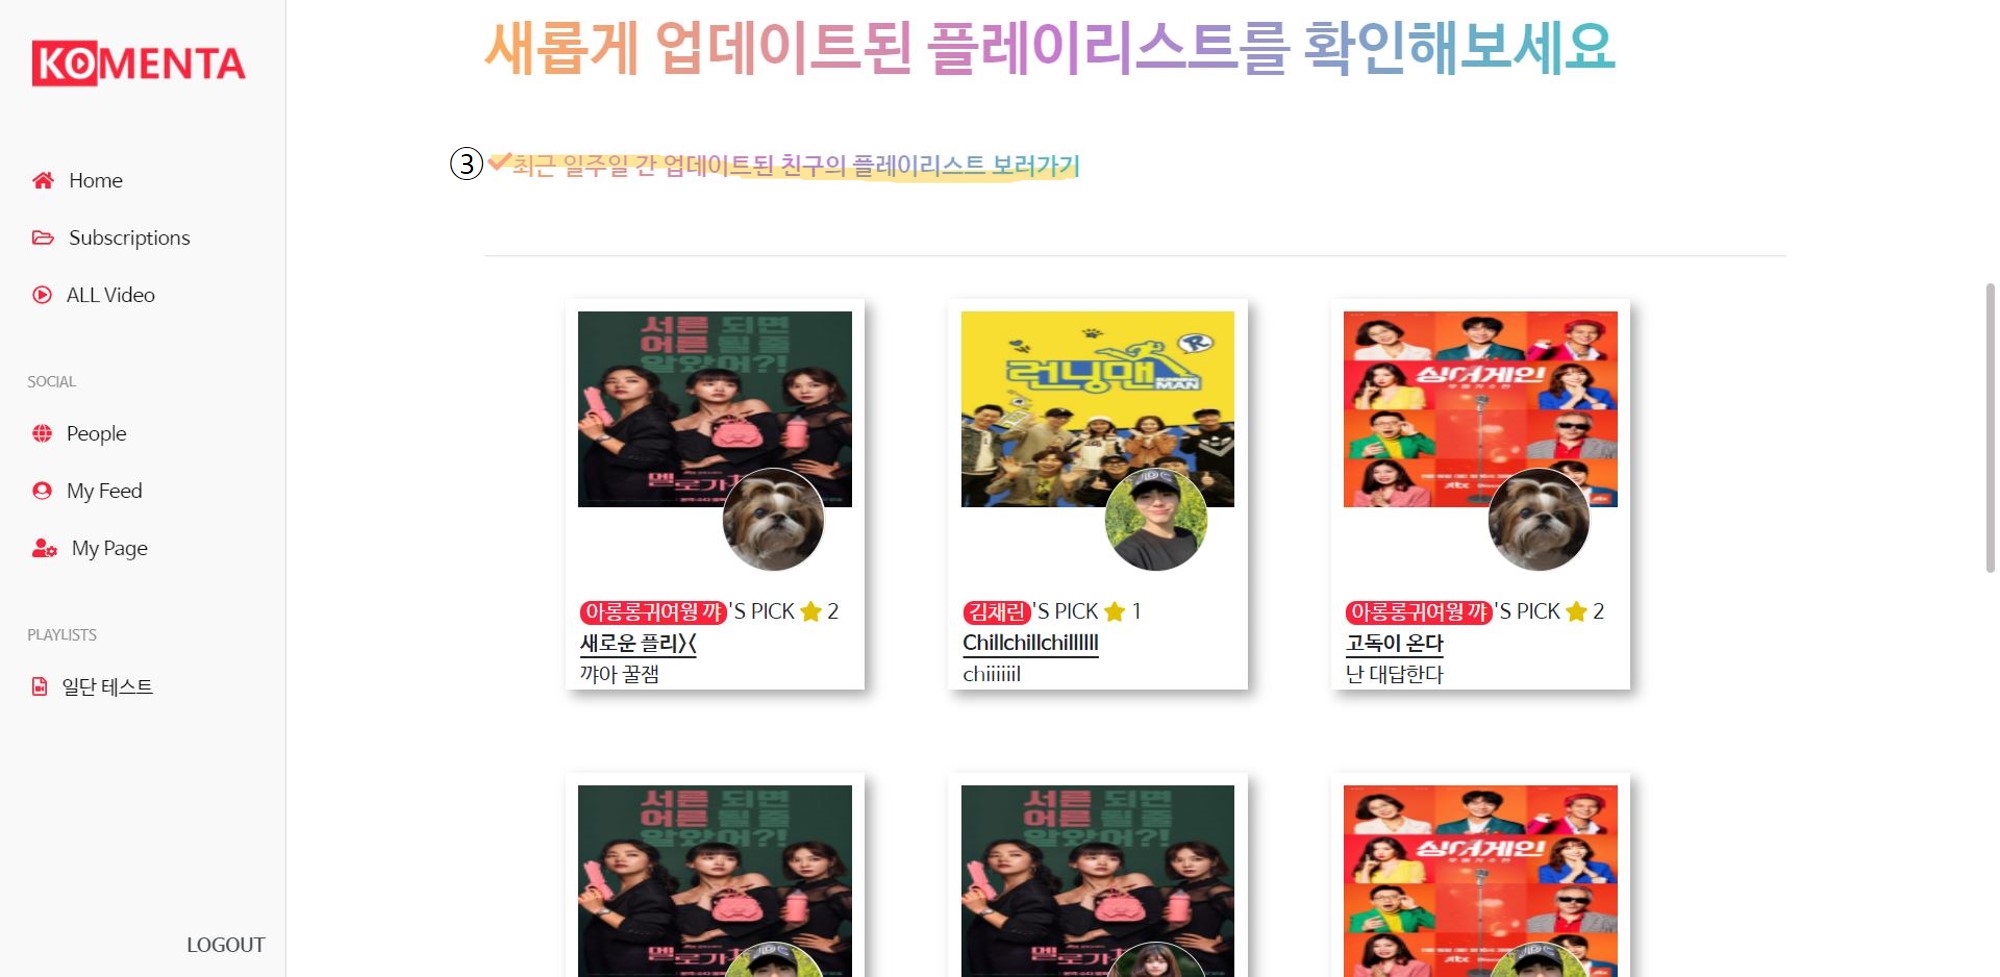 KOMENTA
Home
Subscriptions
ALL Video
SOCIAL
People
My Feed
My Page
PLAYLISTS
일단 테스트
LOGOUT
새롭게 업데이트된 플레이리스트를 확인해보세요
③ 최근 일주일 간 업데이트된 친구의 플레이리스트 보러가기
서른 되면
어른 될 줄
알았어?!
멜로가
아롱롱귀여웡 꺄'S PICK 2
새로운 플리><
꺄아 꿀잼
R
런닝맨
MAN
김채린'S PICK 1
Chillchillchillllll
chiiiiiil
싱어게인
jtbc
아롱롱귀여웡 꺄'S PICK 2
고독이 온다
난 대답한다
서른 되면
어른 될 줄
알았어?!
멜로가
서른 되면
어른 될 줄
알았어?!
멜로가
싱어게인